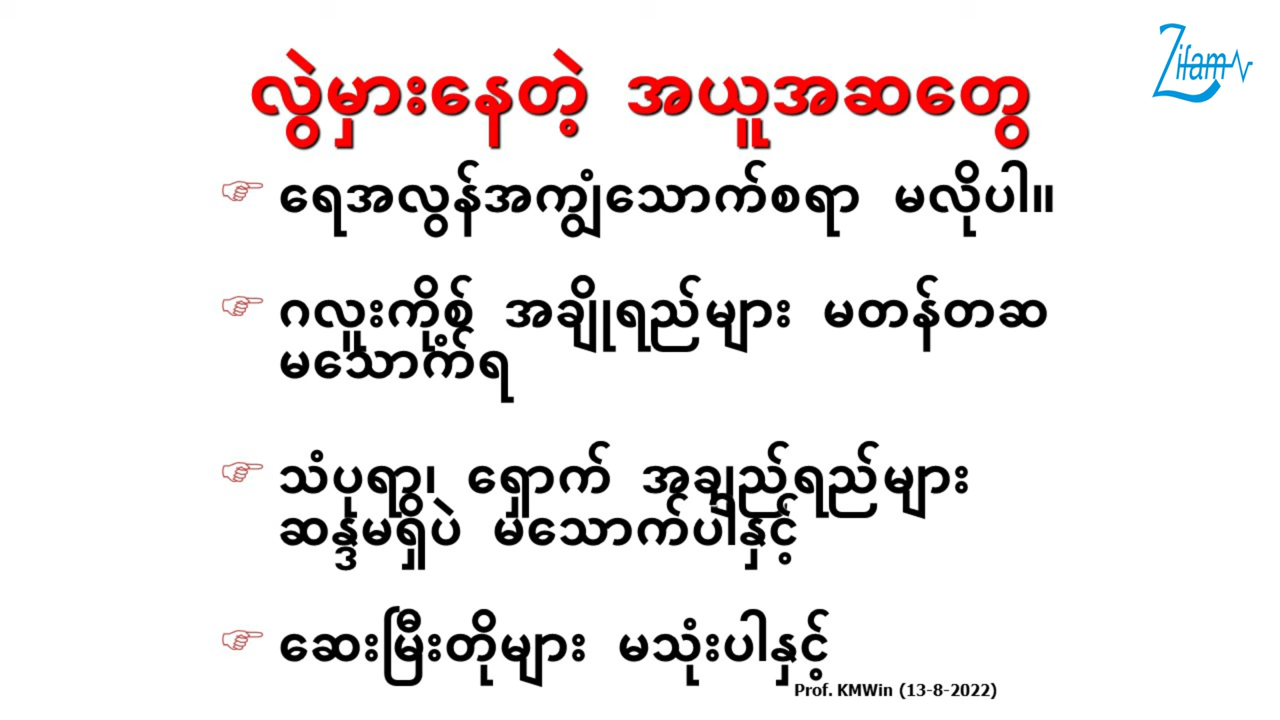 Zifam
လွဲမှားနေတဲ့ အယူအဆတွေ
ရေအလွန်အကျွံသောက်စရာ မလိုပါ။
ဂလူးကို့စ် အချိုရည်များ မတန်တဆ
မသောက်ရ
သံပုရာ၊ ရှောက် အချည်ရည်များ
ဆန္ဒမရှိပဲ မသောက်ပါနှင့်
ဆေးမြီးတိုများ မသုံးပါနှင့်
Prof. KMWin (13-8-2022)